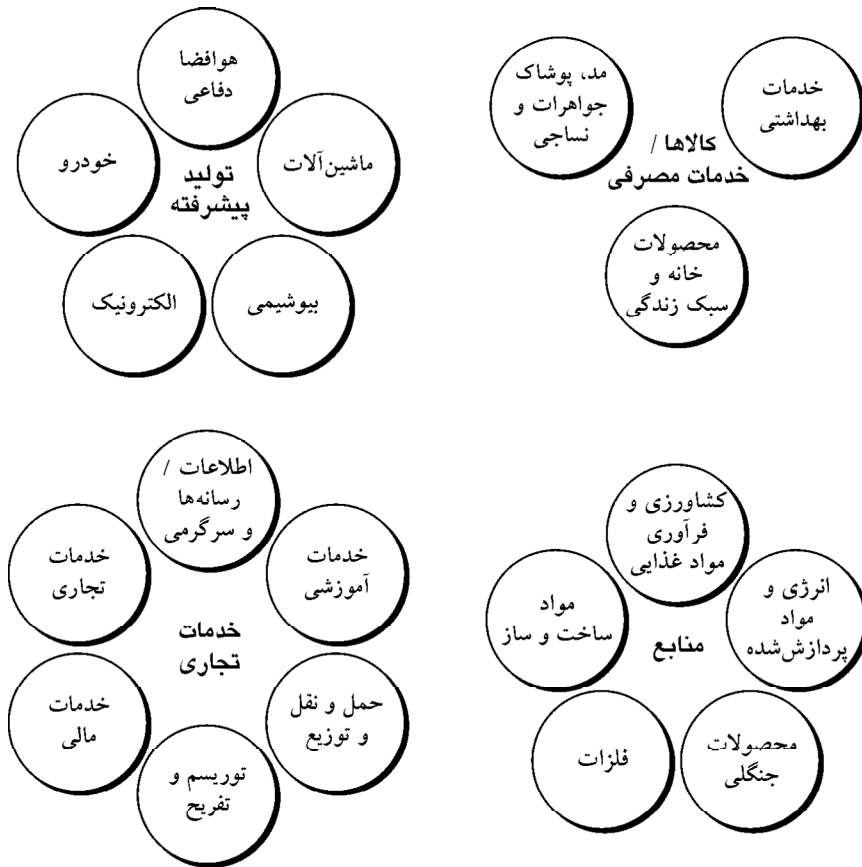 هوافضا
دفاعی
ماشین‌آلات
بیوشیمی
الکترونیک
خودرو
تولید
پیشرفته
خدمات
بهداشتی
مد، پوشاک
جواهرات و
نساجی
کالاها /
خدمات مصرفی
محصولات
خانه و
سبک زندگی
اطلاعات /
رسانه‌ها
و سرگرمی
خدمات
آموزشی
حمل و نقل
و توزیع
توریسم و
تفریح
خدمات
مالی
خدمات
تجاری
خدمات
تجاری
کشاورزی و
فرآوری
مواد غذایی
انرژی و
مواد
پردازش‌شده
محصولات
جنگلی
فلزات
مواد
ساخت و ساز
منابع